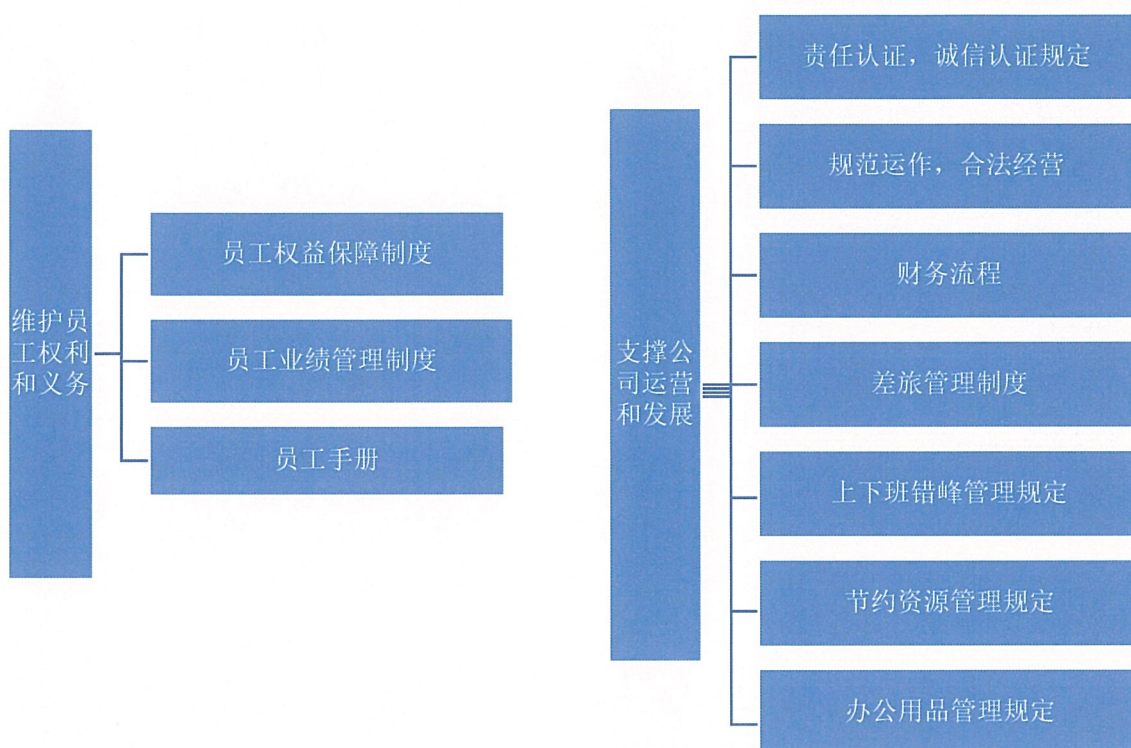 维护员
工权利
和义务
员工权益保障制度
员工业绩管理制度
员工手册
支撑公
司运营
和发展
责任认证，诚信认证规定
规范运作，合法经营
财务流程
差旅管理制度
上下班错峰管理规定
节约资源管理规定
办公用品管理规定